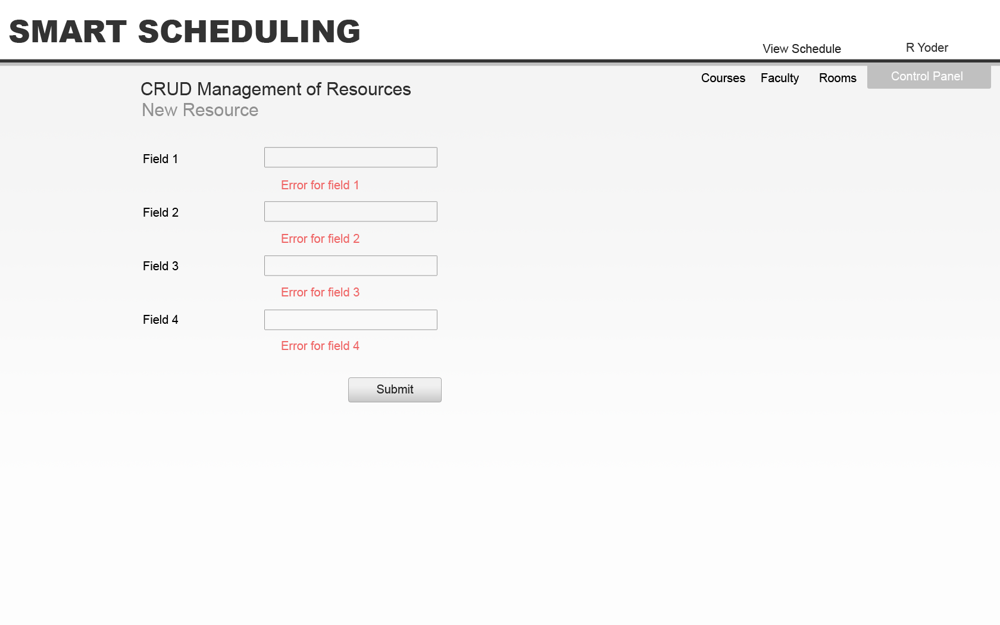 SMART SCHEDULING
View Schedule
R Yoder
Courses
Faculty
Rooms
Control Panel
CRUD Management of Resources
New Resource
Field 1
Error for field 1
Field 2
Error for field 2
Field 3
Error for field 3
Field 4
Error for field 4
Submit